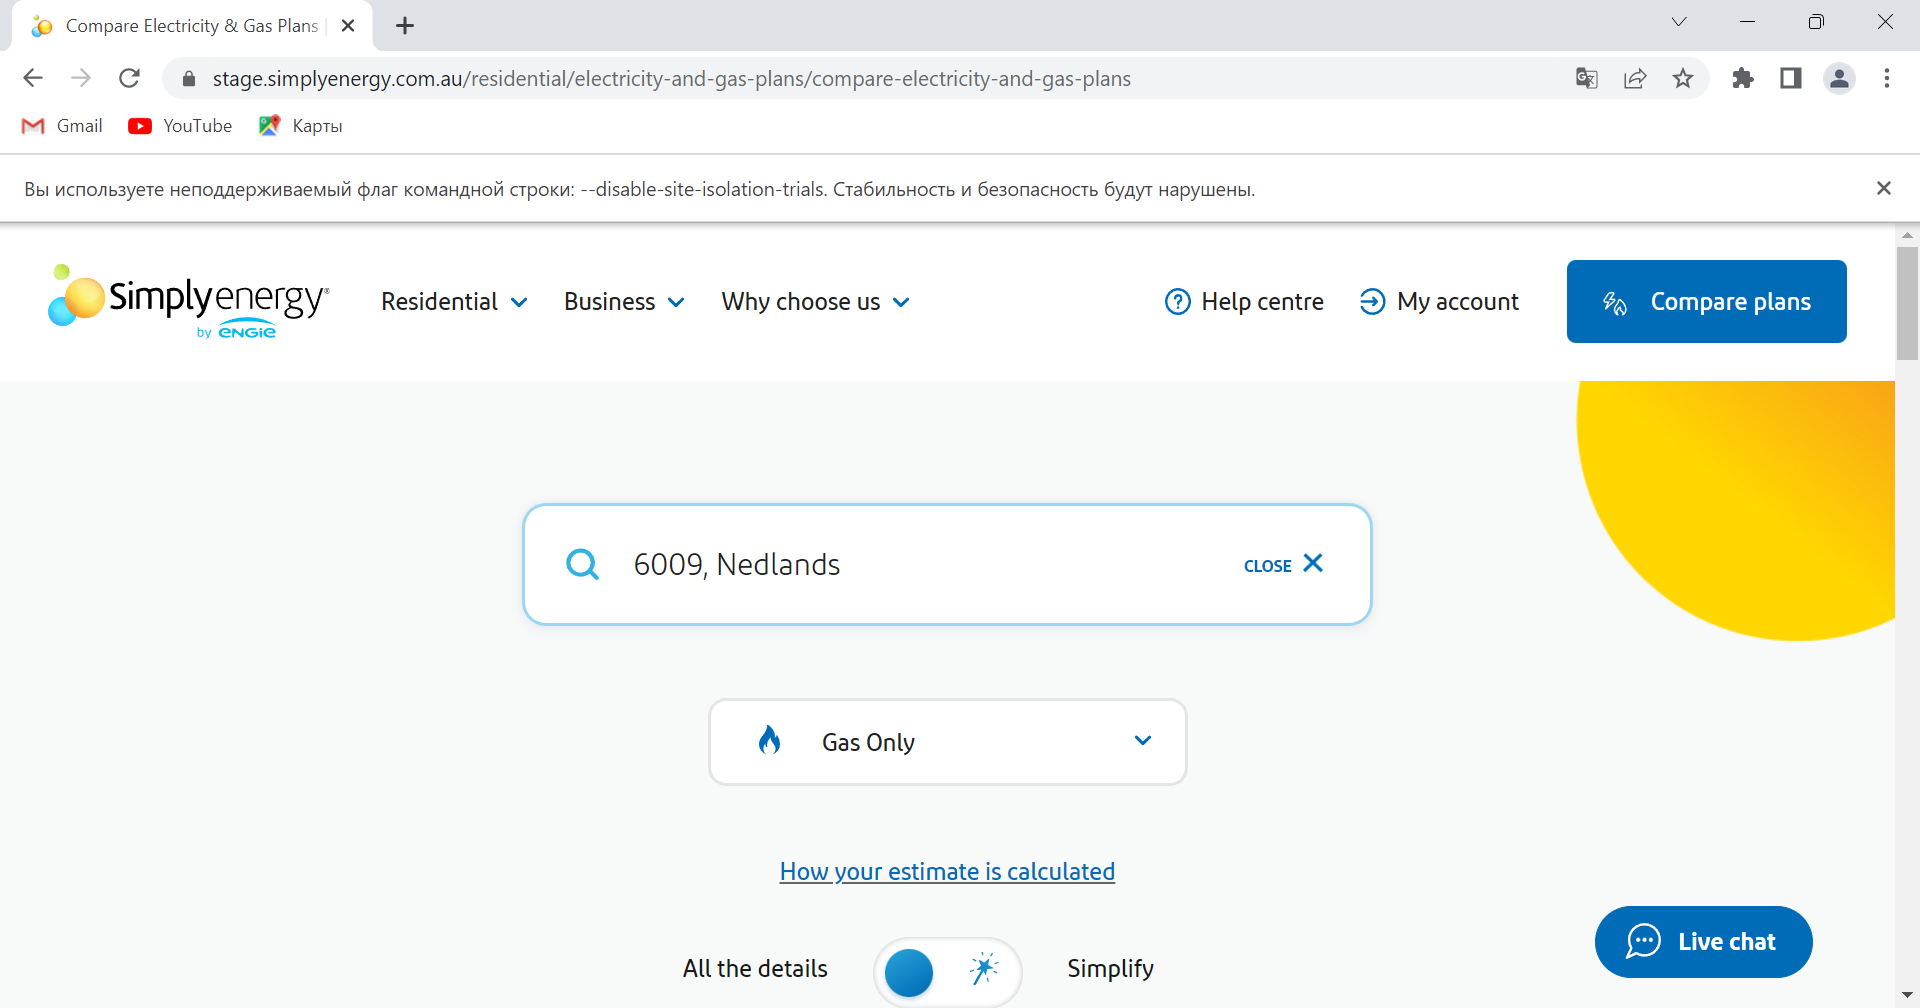 Compare Electricity & Gas Plans
stage.simplyenergy.com.au/residential/electricity-and-gas-plans/compare-electricity-and-gas-plans
Gmail
YouTube
Карты
Вы используете неподдерживаемый флаг командной строки: --disable-site-isolation-trials. Стабильность и безопасность будут нарушены.
Simplyenergy®
by ENGIE
Residential
Business
Why choose us
Help centre
My account
Compare plans
6009, Nedlands
CLOSE
Gas Only
How your estimate is calculated
All the details
Simplify
Live chat